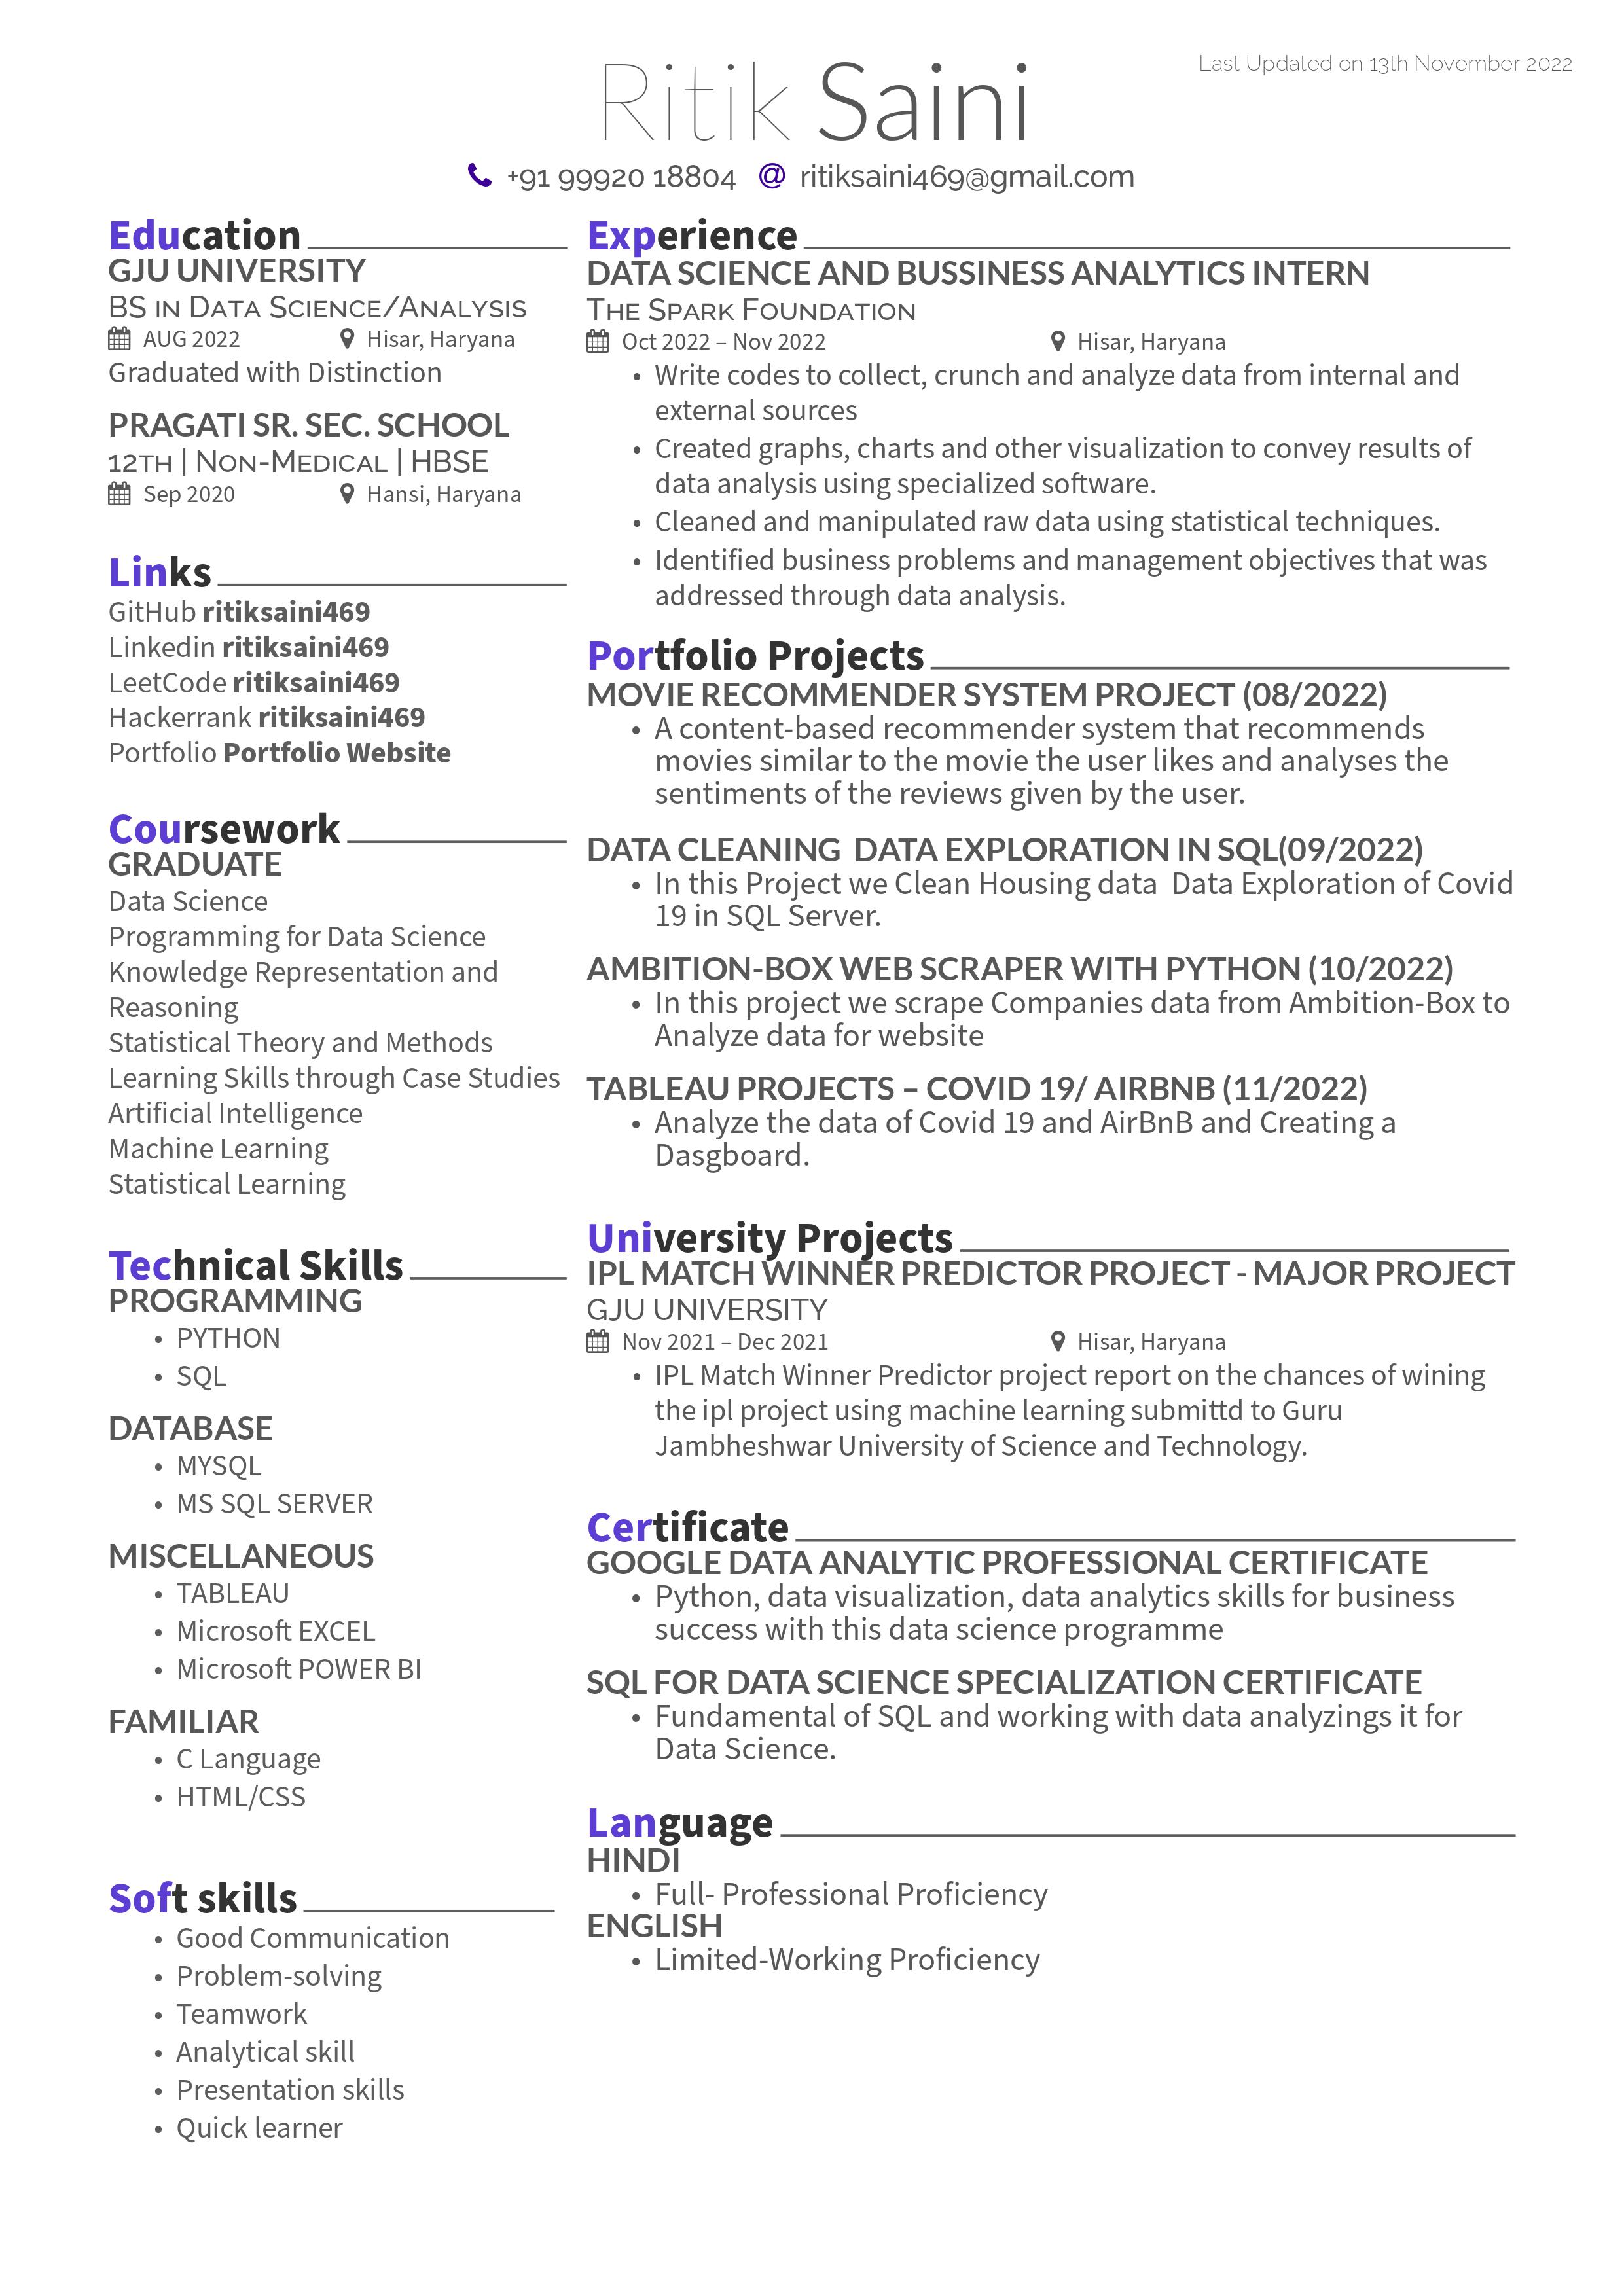 Last Updated on 13th November 2022
Ritik Saini
+91 99920 18804 @ ritiksaini469@gmail.com
Education
GJU UNIVERSITY
BS in Data Science/Analysis
AUG 2022 Hisar, Haryana
Graduated with Distinction
PRAGATI SR. SEC. SCHOOL
12th | Non-Medical | HBSE
Sep 2020 Hansi, Haryana
Links
GitHub ritiksaini469
Linkedin ritiksaini469
LeetCode ritiksaini469
Hackerrank ritiksaini469
Portfolio Portfolio Website
Coursework
GRADUATE
Data Science
Programming for Data Science
Knowledge Representation and
Reasoning
Statistical Theory and Methods
Learning Skills through Case Studies
Artificial Intelligence
Machine Learning
Statistical Learning
Technical Skills
PROGRAMMING
• PYTHON
• SQL
DATABASE
• MYSQL
• MS SQL SERVER
MISCELLANEOUS
• TABLEAU
• Microsoft EXCEL
• Microsoft POWER BI
FAMILIAR
• C Language
• HTML/CSS
Soft skills
• Good Communication
• Problem-solving
• Teamwork
• Analytical skill
• Presentation skills
• Quick learner
Experience
DATA SCIENCE AND BUSSINESS ANALYTICS INTERN
The Spark Foundation
Oct 2022 – Nov 2022 Hisar, Haryana
• Write codes to collect, crunch and analyze data from internal and
external sources
• Created graphs, charts and other visualization to convey results of
data analysis using specialized software.
• Cleaned and manipulated raw data using statistical techniques.
• Identified business problems and management objectives that was
addressed through data analysis.
Portfolio Projects
MOVIE RECOMMENDER SYSTEM PROJECT (08/2022)
• A content-based recommender system that recommends
movies similar to the movie the user likes and analyses the
sentiments of the reviews given by the user.
DATA CLEANING DATA EXPLORATION IN SQL(09/2022)
• In this Project we Clean Housing data Data Exploration of Covid
19 in SQL Server.
AMBITION-BOX WEB SCRAPER WITH PYTHON (10/2022)
• In this project we scrape Companies data from Ambition-Box to
Analyze data for website
TABLEAU PROJECTS – COVID 19/ AIRBNB (11/2022)
• Analyze the data of Covid 19 and AirBnB and Creating a
Dasgboard.
University Projects
IPL MATCH WINNER PREDICTOR PROJECT - MAJOR PROJECT
GJU UNIVERSITY
Nov 2021 – Dec 2021 Hisar, Haryana
• IPL Match Winner Predictor project report on the chances of wining
the ipl project using machine learning submittd to Guru
Jambheshwar University of Science and Technology.
Certificate
GOOGLE DATA ANALYTIC PROFESSIONAL CERTIFICATE
• Python, data visualization, data analytics skills for business
success with this data science programme
SQL FOR DATA SCIENCE SPECIALIZATION CERTIFICATE
• Fundamental of SQL and working with data analyzings it for
Data Science.
Language
HINDI
• Full- Professional Proficiency
ENGLISH
• Limited-Working Proficiency